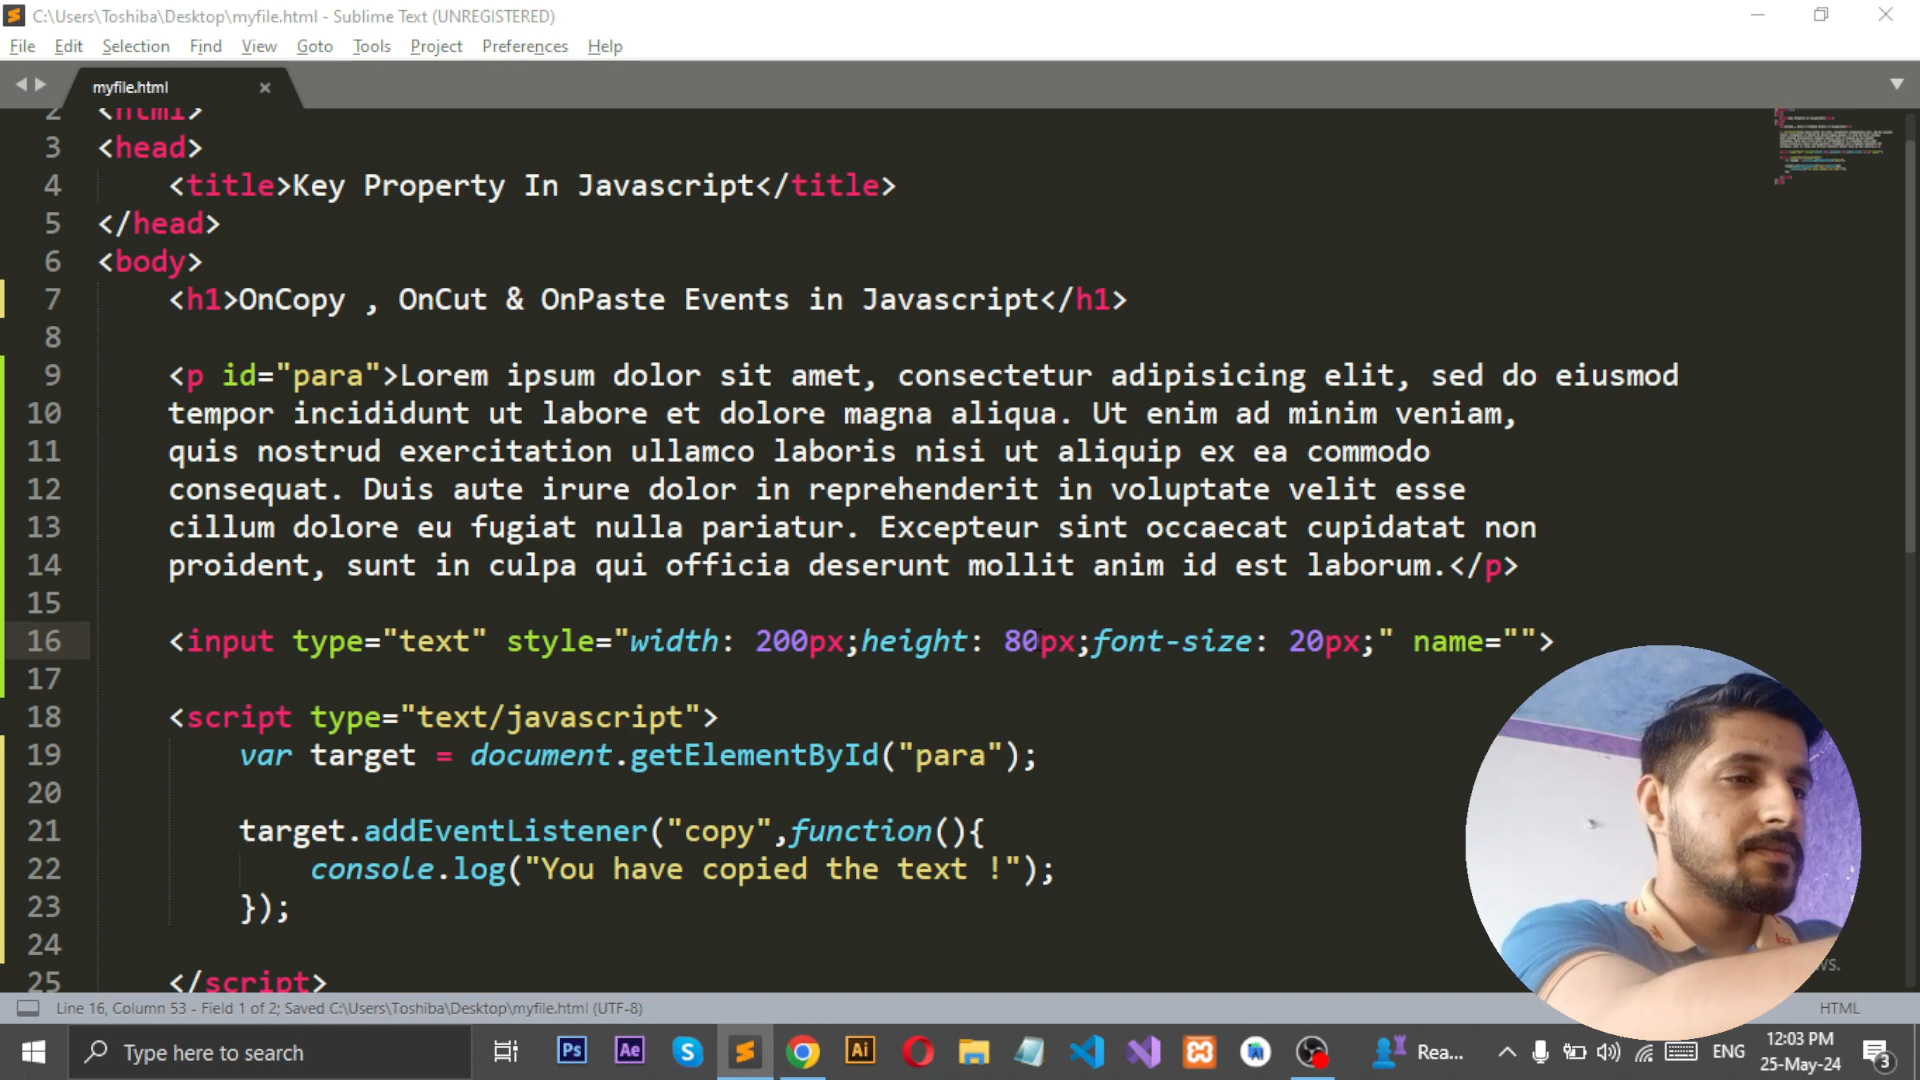 C:\Users\Toshiba\Desktop\myfile.html - Sublime Text (UNREGISTERED)
File Edit Selection Find View Goto Tools Project Preferences Help
myfile.html
2 <html>
3 <head>
4 <title>Key Property In Javascript</title>
5 </head>
6 <body>
7 <h1>OnCopy , OnCut & OnPaste Events in Javascript</h1>
8
9 <p id="para">Lorem ipsum dolor sit amet, consectetur adipisicing elit, sed do eiusmod
10 tempor incididunt ut labore et dolore magna aliqua. Ut enim ad minim veniam,
11 quis nostrud exercitation ullamco laboris nisi ut aliquip ex ea commodo
12 consequat. Duis aute irure dolor in reprehenderit in voluptate velit esse
13 cillum dolore eu fugiat nulla pariatur. Excepteur sint occaecat cupidatat non
14 proident, sunt in culpa qui officia deserunt mollit anim id est laborum.</p>
15
16 <input type="text" style="width: 200px;height: 80px;font-size: 20px;" name="">
17
18 <script type="text/javascript">
19 var target = document.getElementById("para");
20
21 target.addEventListener("copy",function(){
22 console.log("You have copied the text !");
23 });
24
25 </script>
Line 16, Column 53 - Field 1 of 2; Saved C:\Users\Toshiba\Desktop\myfile.html (UTF-8) HTML
Type here to search Ps Ae S Ai Rea... ENG 12:03 PM
25-May-24 3